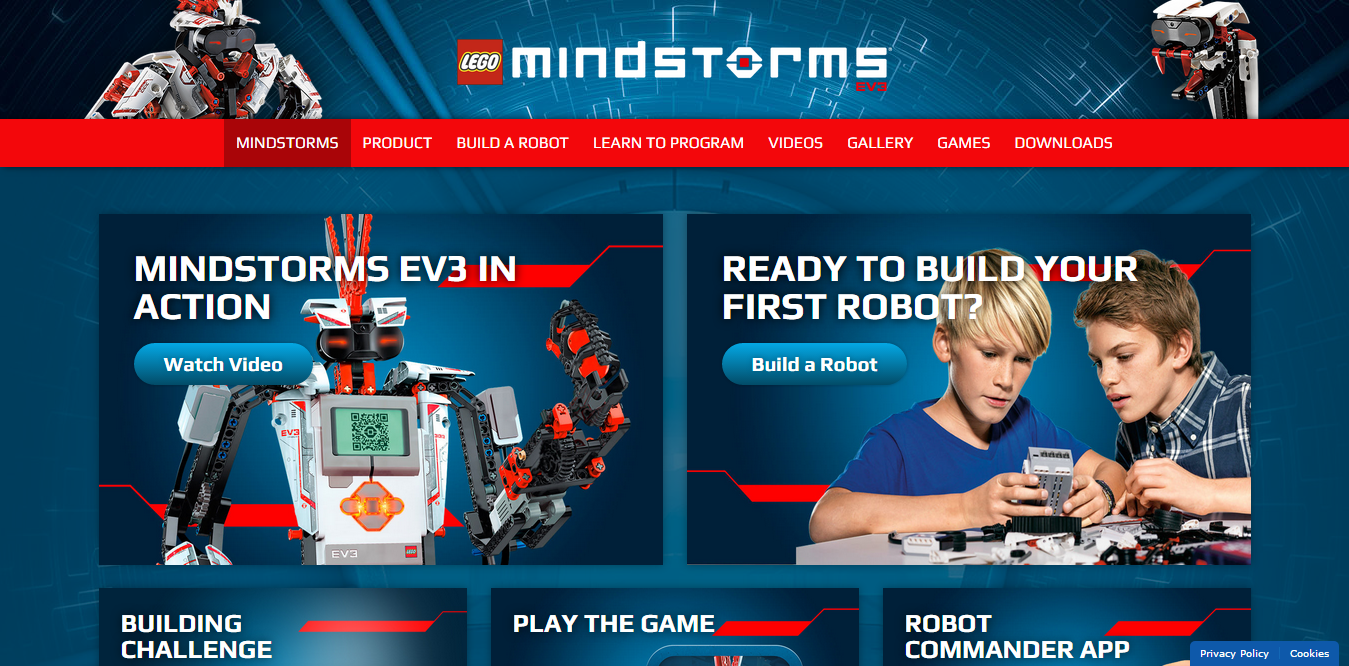 LEGO mindstorms
EV3
MINDSTORMS PRODUCT BUILD A ROBOT LEARN TO PROGRAM VIDEOS GALLERY GAMES DOWNLOADS
MINDSTORMS EV3 IN
ACTION
Watch Video
EV3
EV3
LEGO
READY TO BUILD YOUR
FIRST ROBOT?
Build a Robot
BUILDING
CHALLENGE
PLAY THE GAME
ROBOT
COMMANDER APP
Privacy Policy Cookies